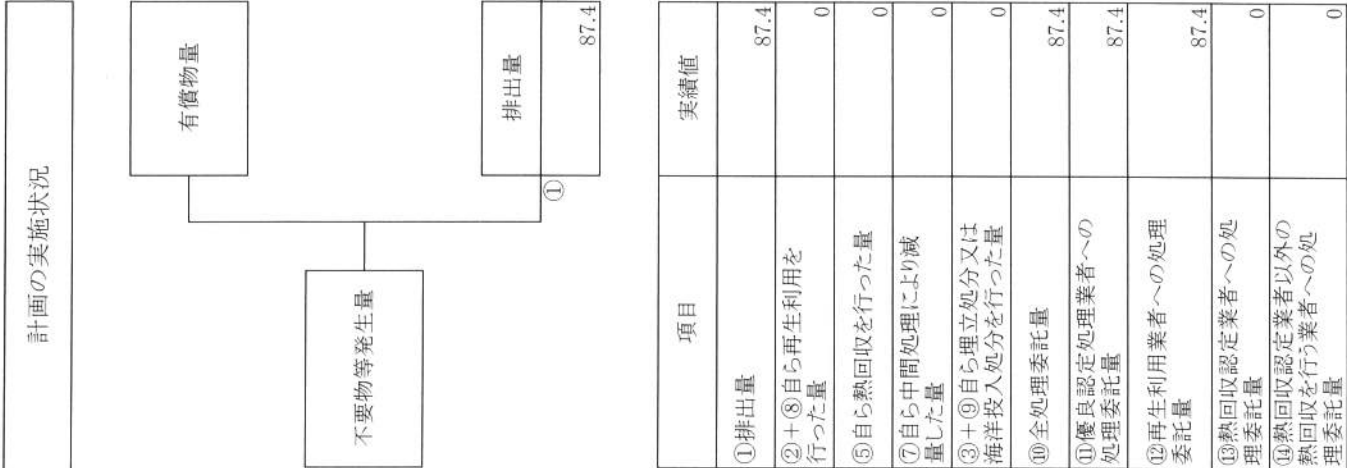 計画の実施状況
不要物等発生量
有償物量
①
排出量
87.4
項目
実績値
①排出量
87.4
②+⑧自ら再生利用を
行った量
0
⑤自ら熱回収を行った量
0
⑦自ら中間処理により減
量した量
0
③+⑨自ら埋立処分又は
海洋投入処分を行った量
0
⑩全処理委託量
87.4
⑪優良認定処理業者への
処理委託量
87.4
⑫再生利用業者への処理
委託量
87.4
⑬熱回収認定業者への処
理委託量
0
⑭熱回収認定業者以外の
熱回収を行う業者への処
理委託量
0